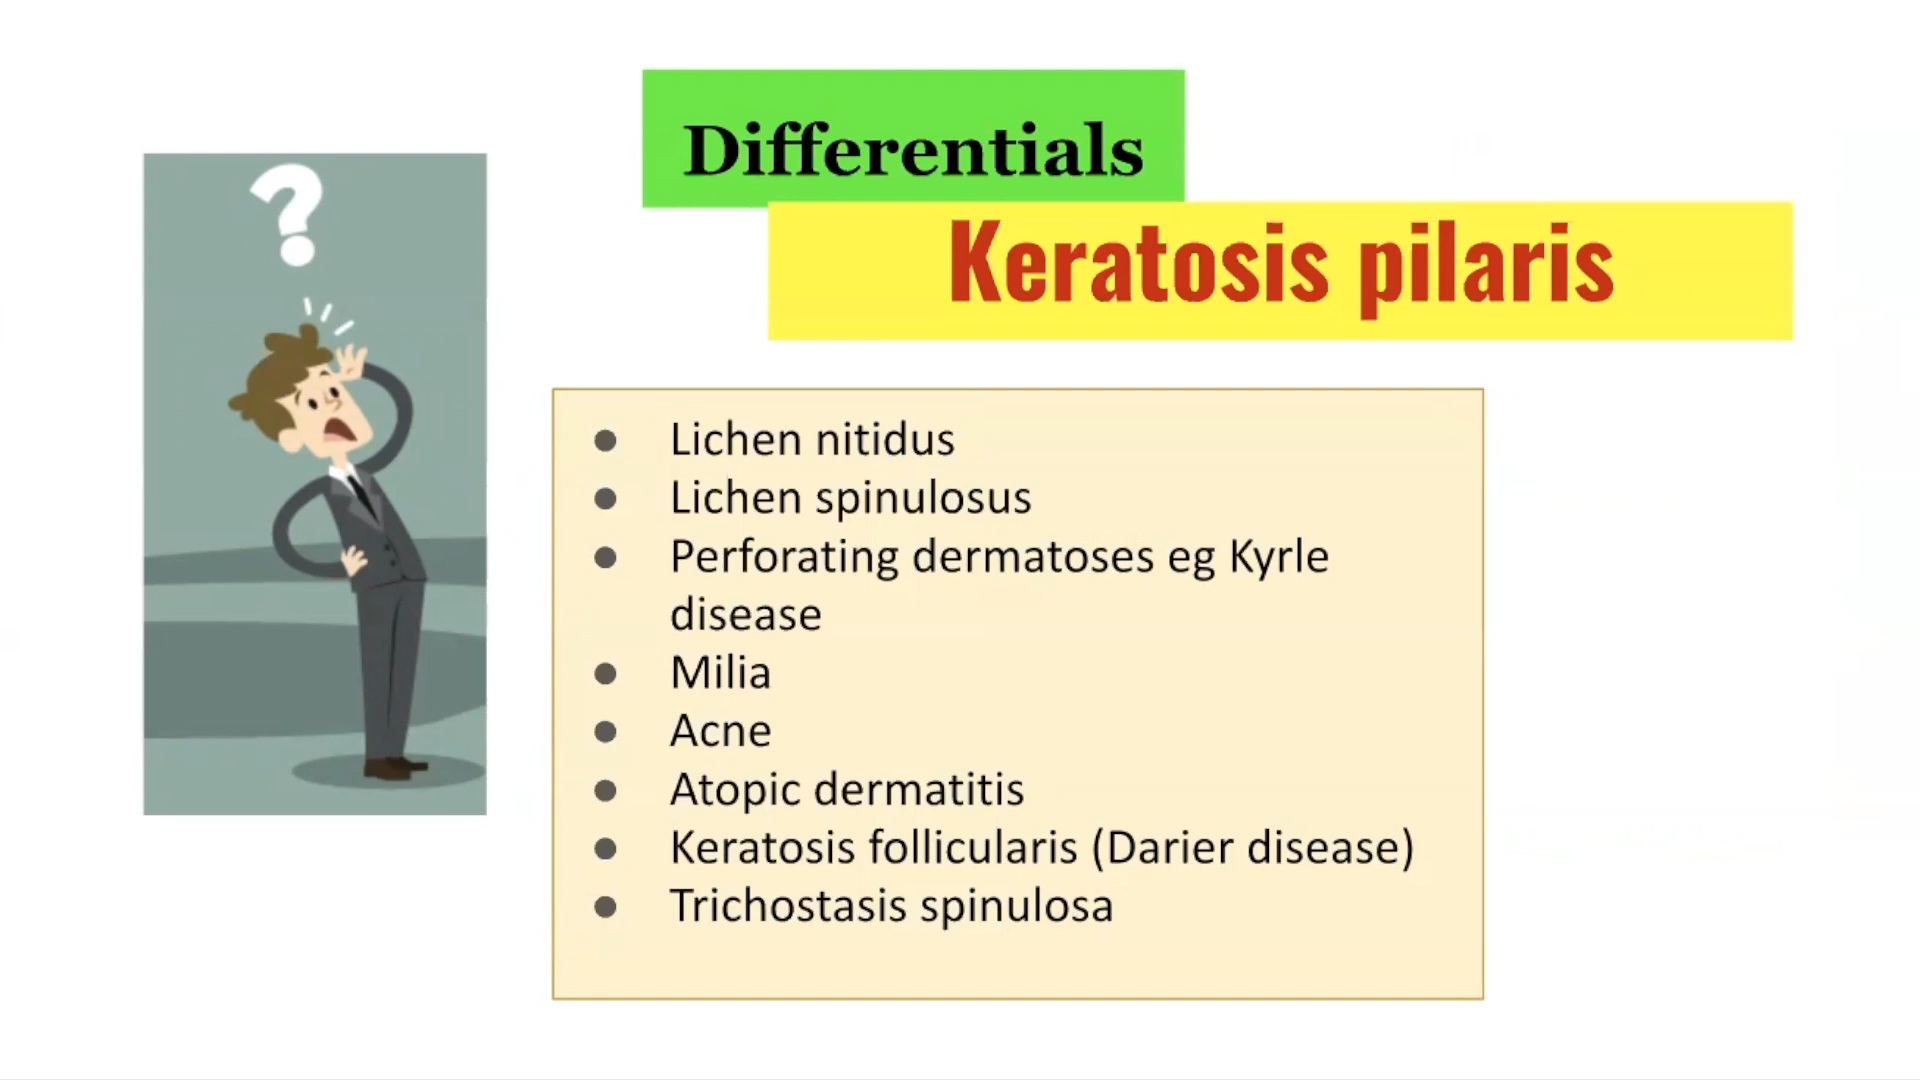 ?
Differentials
Keratosis pilaris
● Lichen nitidus
● Lichen spinulosus
● Perforating dermatoses eg Kyrle
disease
● Milia
● Acne
● Atopic dermatitis
● Keratosis follicularis (Darier disease)
● Trichostasis spinulosa